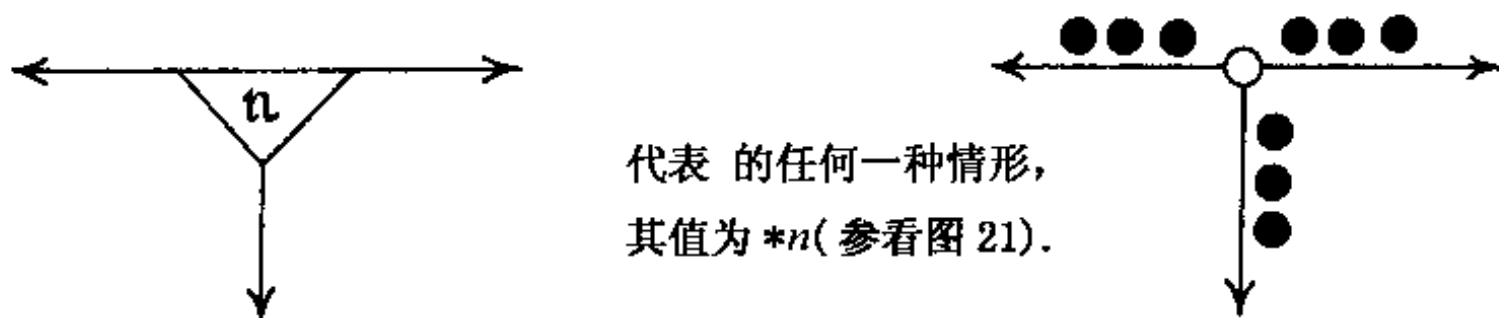 n
代表 的任何一种情形，
其值为 *n(参看图 21).